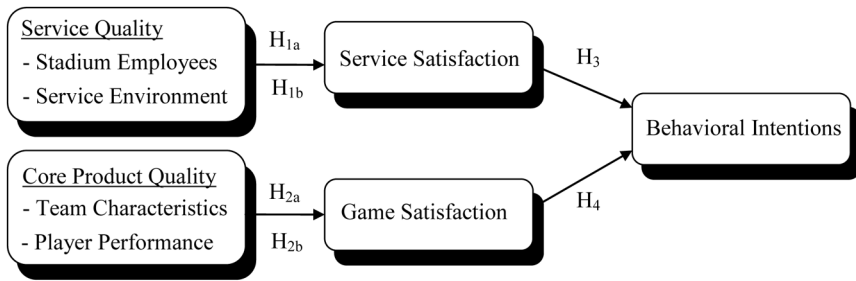 Service Quality
- Stadium Employees
- Service Environment
H1a
H1b
Service Satisfaction
H3
Behavioral Intentions
Core Product Quality
- Team Characteristics
- Player Performance
H2a
H2b
Game Satisfaction
H4